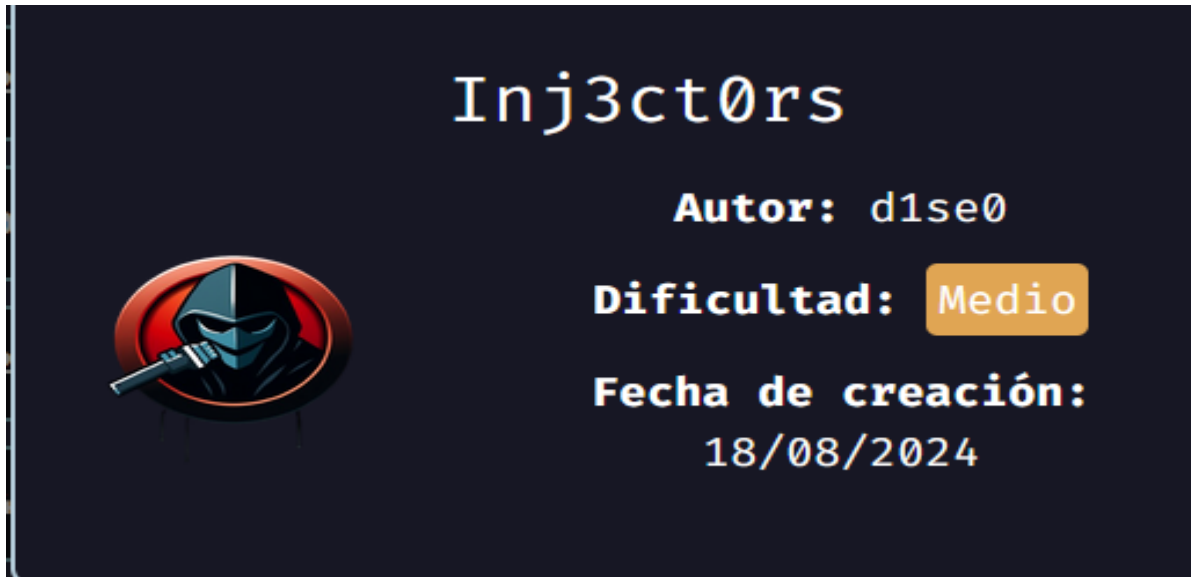 Inj3ct0rs
Autor: d1se0
Dificultad: Medio
Fecha de creación:
18/08/2024